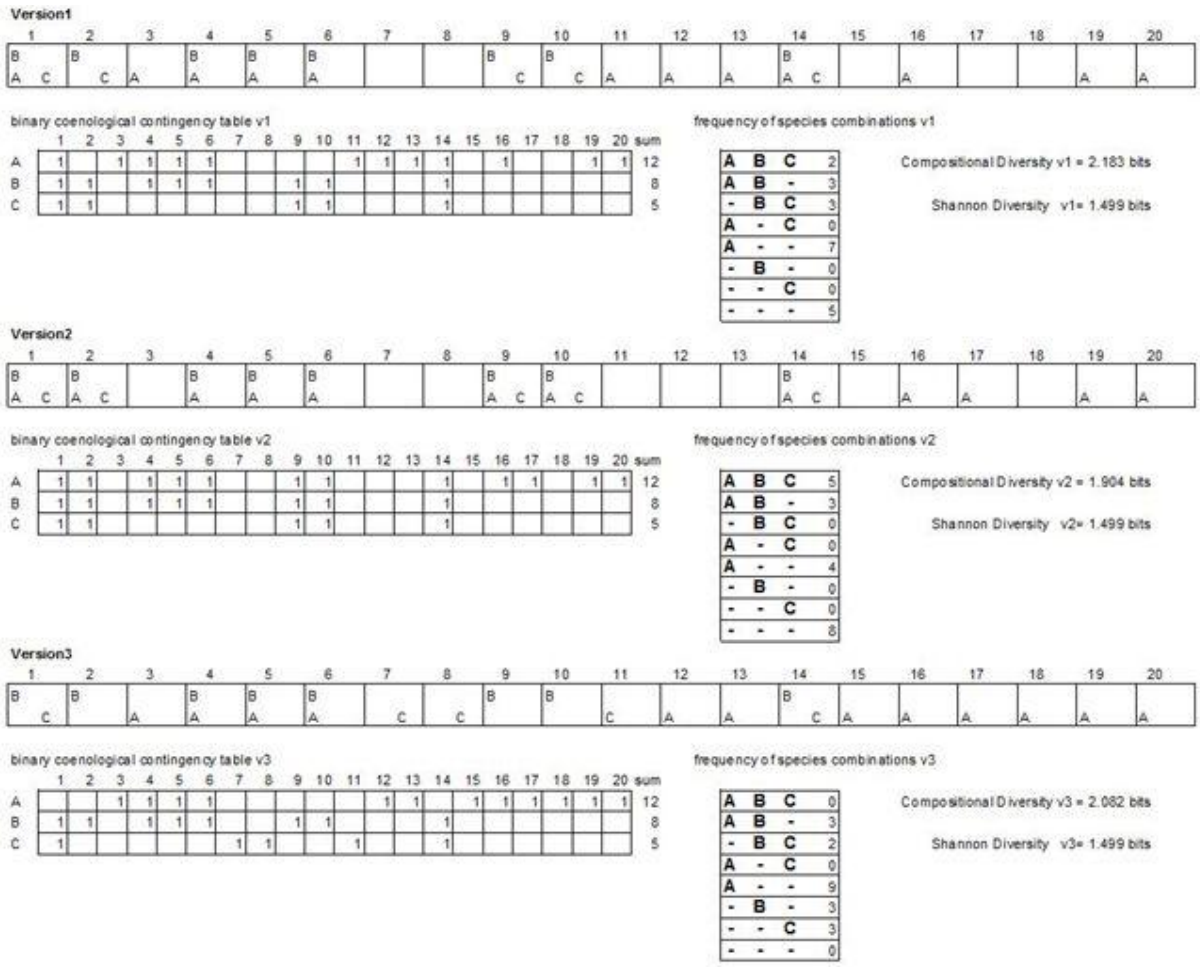 Version1
1 2 3 4 5 6 7 8 9 10 11 12 13 14 15 16 17 18 19 20
B B B B B B B B
A C C A A A A C C A A A A C A A A
binary coenological contingency table v1
1 2 3 4 5 6 7 8 9 10 11 12 13 14 15 16 17 18 19 20 sum
A 1 1 1 1 1 1 1 1 1 1 1 1 12
B 1 1 1 1 1 1 1 1 8
C 1 1 1 1 1 5
frequency of species combinations v1
A B C 2
A B - 3
- B C 3
A - C 0
A - - 7
- B - 0
- - C 0
- - - 5
Compositional Diversity v1 = 2.183 bits
Shannon Diversity v1= 1.499 bits
Version2
1 2 3 4 5 6 7 8 9 10 11 12 13 14 15 16 17 18 19 20
B B B B B B B B
A C A C A A A A C A C A C A A A A
binary coenological contingency table v2
1 2 3 4 5 6 7 8 9 10 11 12 13 14 15 16 17 18 19 20 sum
A 1 1 1 1 1 1 1 1 1 1 1 1 12
B 1 1 1 1 1 1 1 1 8
C 1 1 1 1 1 5
frequency of species combinations v2
A B C 5
A B - 3
- B C 0
A - C 0
A - - 4
- B - 0
- - C 0
- - - 8
Compositional Diversity v2 = 1.904 bits
Shannon Diversity v2= 1.499 bits
Version3
1 2 3 4 5 6 7 8 9 10 11 12 13 14 15 16 17 18 19 20
B B B B B B B B
C A A A A C C C A A C A A A A A A
binary coenological contingency table v3
1 2 3 4 5 6 7 8 9 10 11 12 13 14 15 16 17 18 19 20 sum
A 1 1 1 1 1 1 1 1 1 1 1 1 12
B 1 1 1 1 1 1 1 1 8
C 1 1 1 1 1 5
frequency of species combinations v3
A B C 0
A B - 3
- B C 2
A - C 0
A - - 9
- B - 3
- - C 3
- - - 0
Compositional Diversity v3 = 2.082 bits
Shannon Diversity v3= 1.499 bits